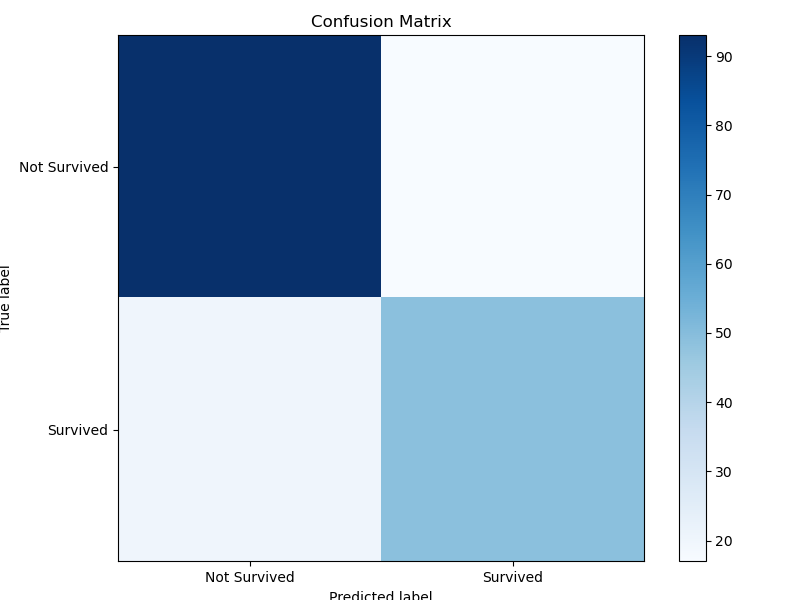 Confusion Matrix
Not Survived
Survived
True label
Not Survived
Survived
Predicted label
90
80
70
60
50
40
30
20